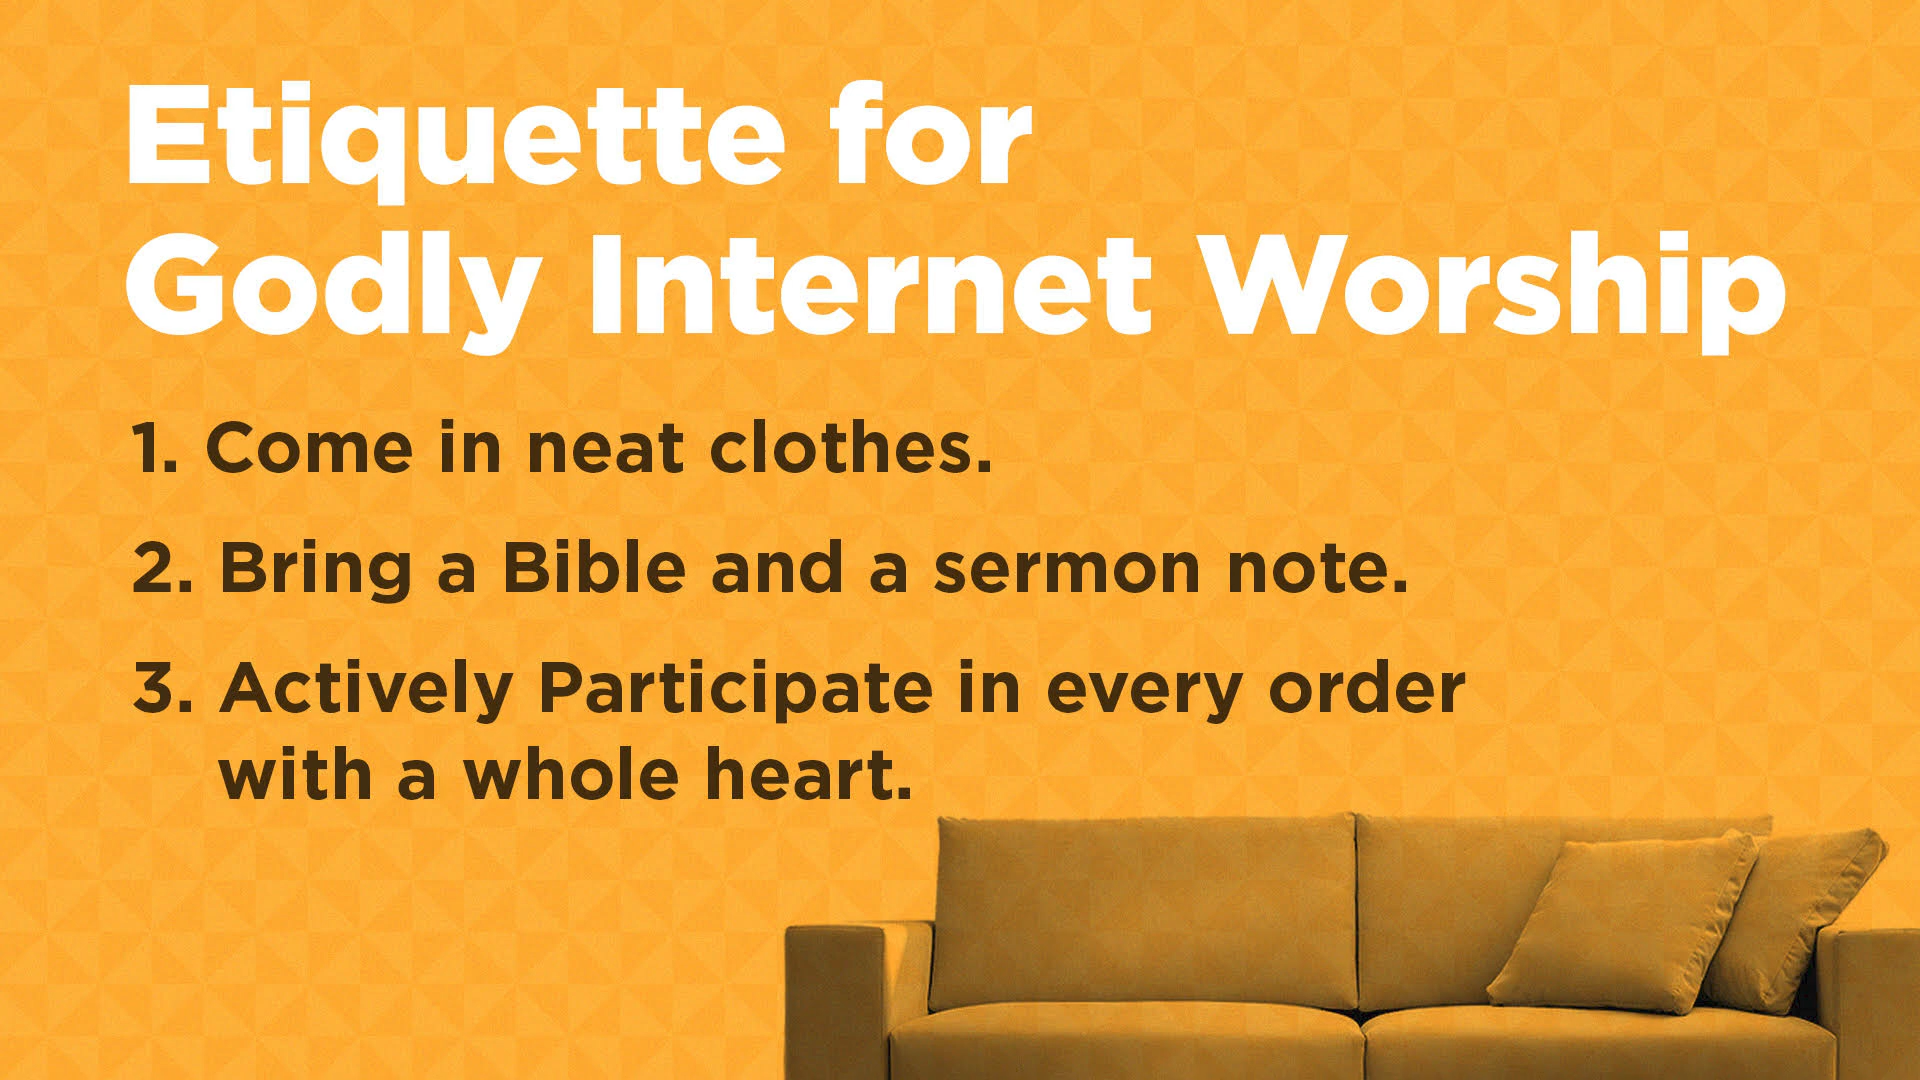 Etiquette for
Godly Internet Worship
1. Come in neat clothes.
2. Bring a Bible and a sermon note.
3. Actively Participate in every order
with a whole heart.